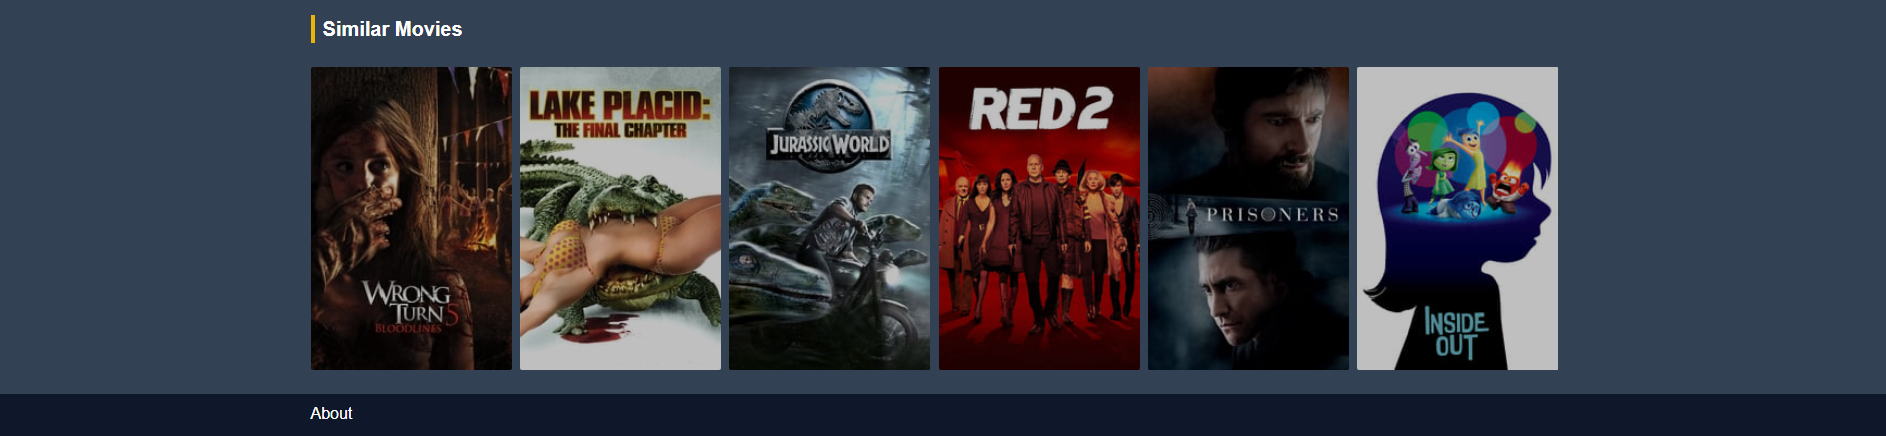 Similar Movies
WRONG
TURN 5
BLOODLINES
LAKE PLACID:
THE FINAL CHAPTER
JURASSIC WORLD
RED 2
PRISONERS
INSIDE
OUT
About